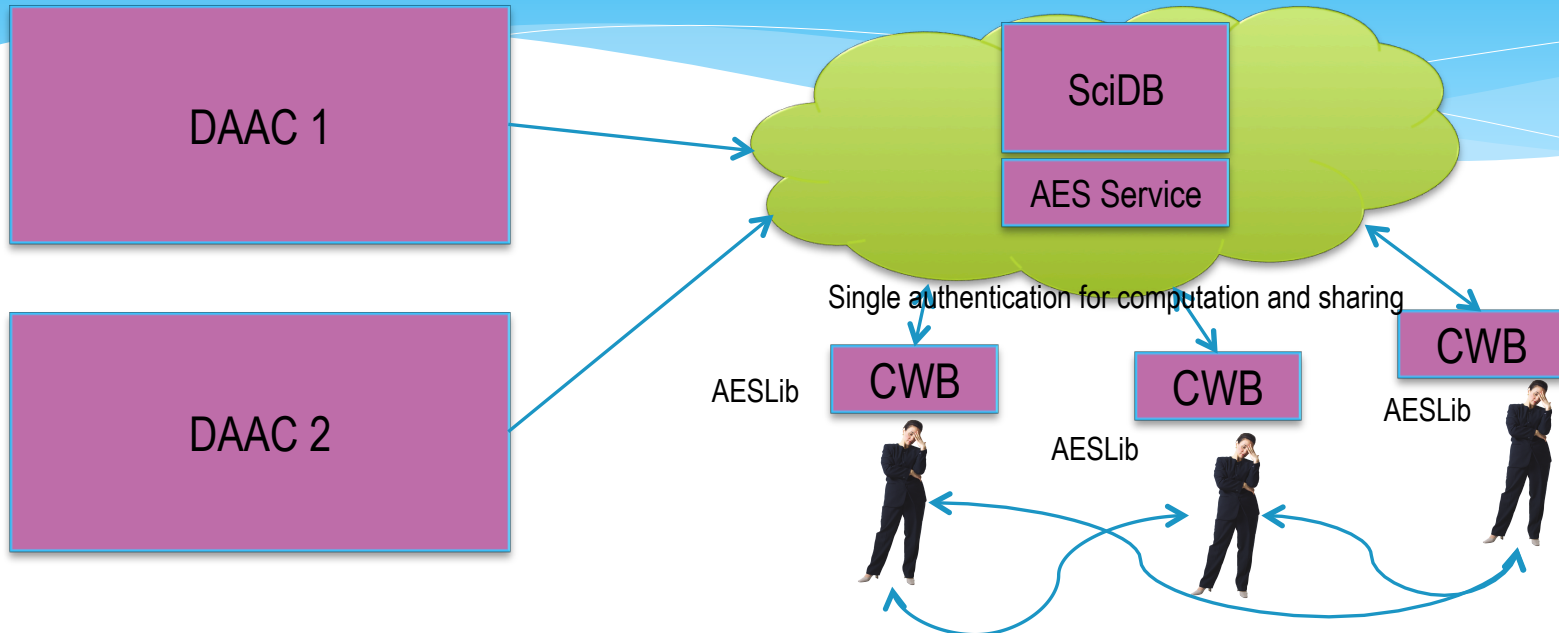 DAAC 1
SciDB
AES Service
Single authentication for computation and sharing
DAAC 2
CWB
CWB
CWB
AESLib
AESLib
AESLib